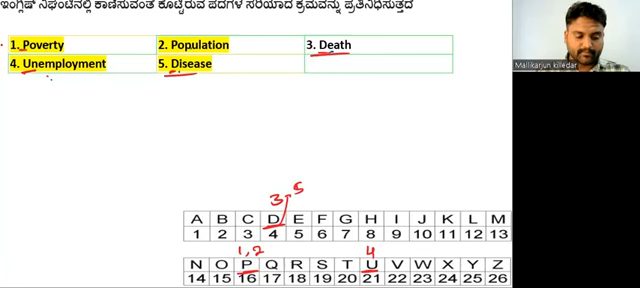 ಇಂಗ್ಲಿಷ್ ನಿಘಂಟಿನಲ್ಲಿ ಕಾಣಿಸುವಂತೆ ಕೊಟ್ಟಿರುವ ಪದಗಳ ಸರಿಯಾದ ಕ್ರಮವನ್ನು ಪ್ರತಿನಿಧಿಸುತ್ತದೆ
1. Poverty 2. Population 3. Death
4. Unemployment 5. Disease
Mallikarjun killedar
3 5
A B C D E F G H I J K L M
1 2 3 4 5 6 7 8 9 10 11 12 13
1,2 4
N O P Q R S T U V W X Y Z
14 15 16 17 18 19 20 21 22 23 24 25 26